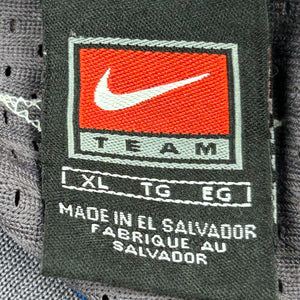 TEAM
XL TG EG
MADE IN EL SALVADOR
FABRIQUE AU
SALVADOR